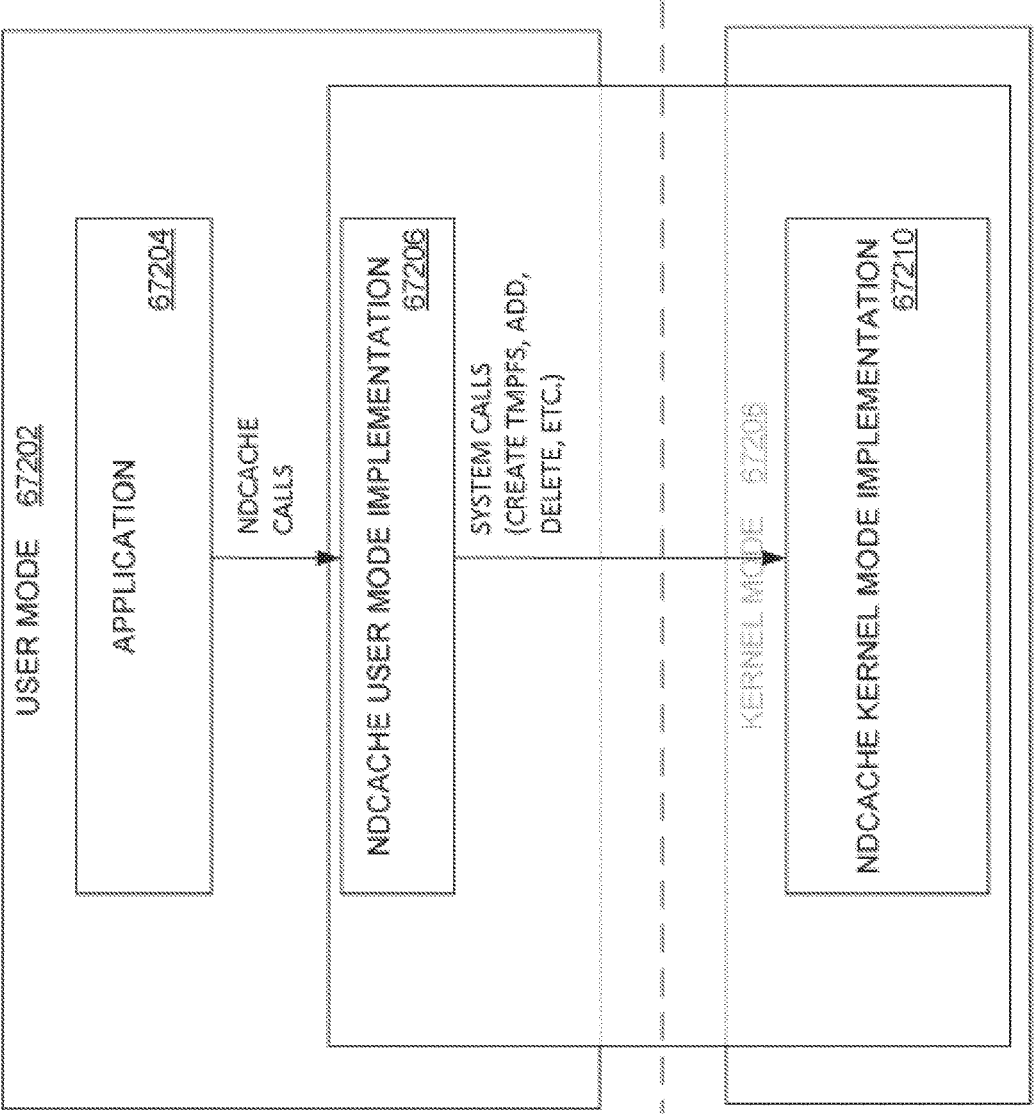 USER MODE 67202
APPLICATION
67204
NDCACHE
CALLS
NDCACHE USER MODE IMPLEMENTATION
67206
SYSTEM CALLS
(CREATE TMPFS, ADD,
DELETE, ETC.)
KERNEL MODE 67208
NDCACHE KERNEL MODE IMPLEMENTATION
67210